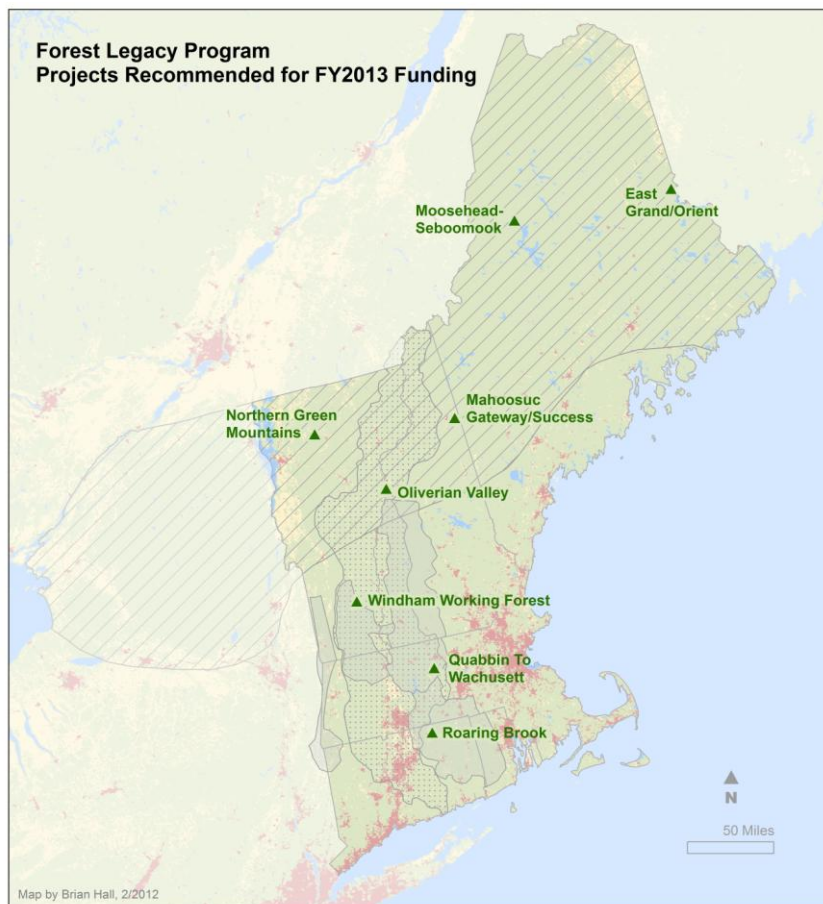 Forest Legacy Program
Projects Recommended for FY2013 Funding
East
Grand/Orient
Moosehead-
Seboomook
Mahoosuc
Gateway/Success
Northern Green
Mountains
Oliverian Valley
Windham Working Forest
Quabbin To
Wachusett
Roaring Brook
N
50 Miles
Map by Brian Hall, 2/2012